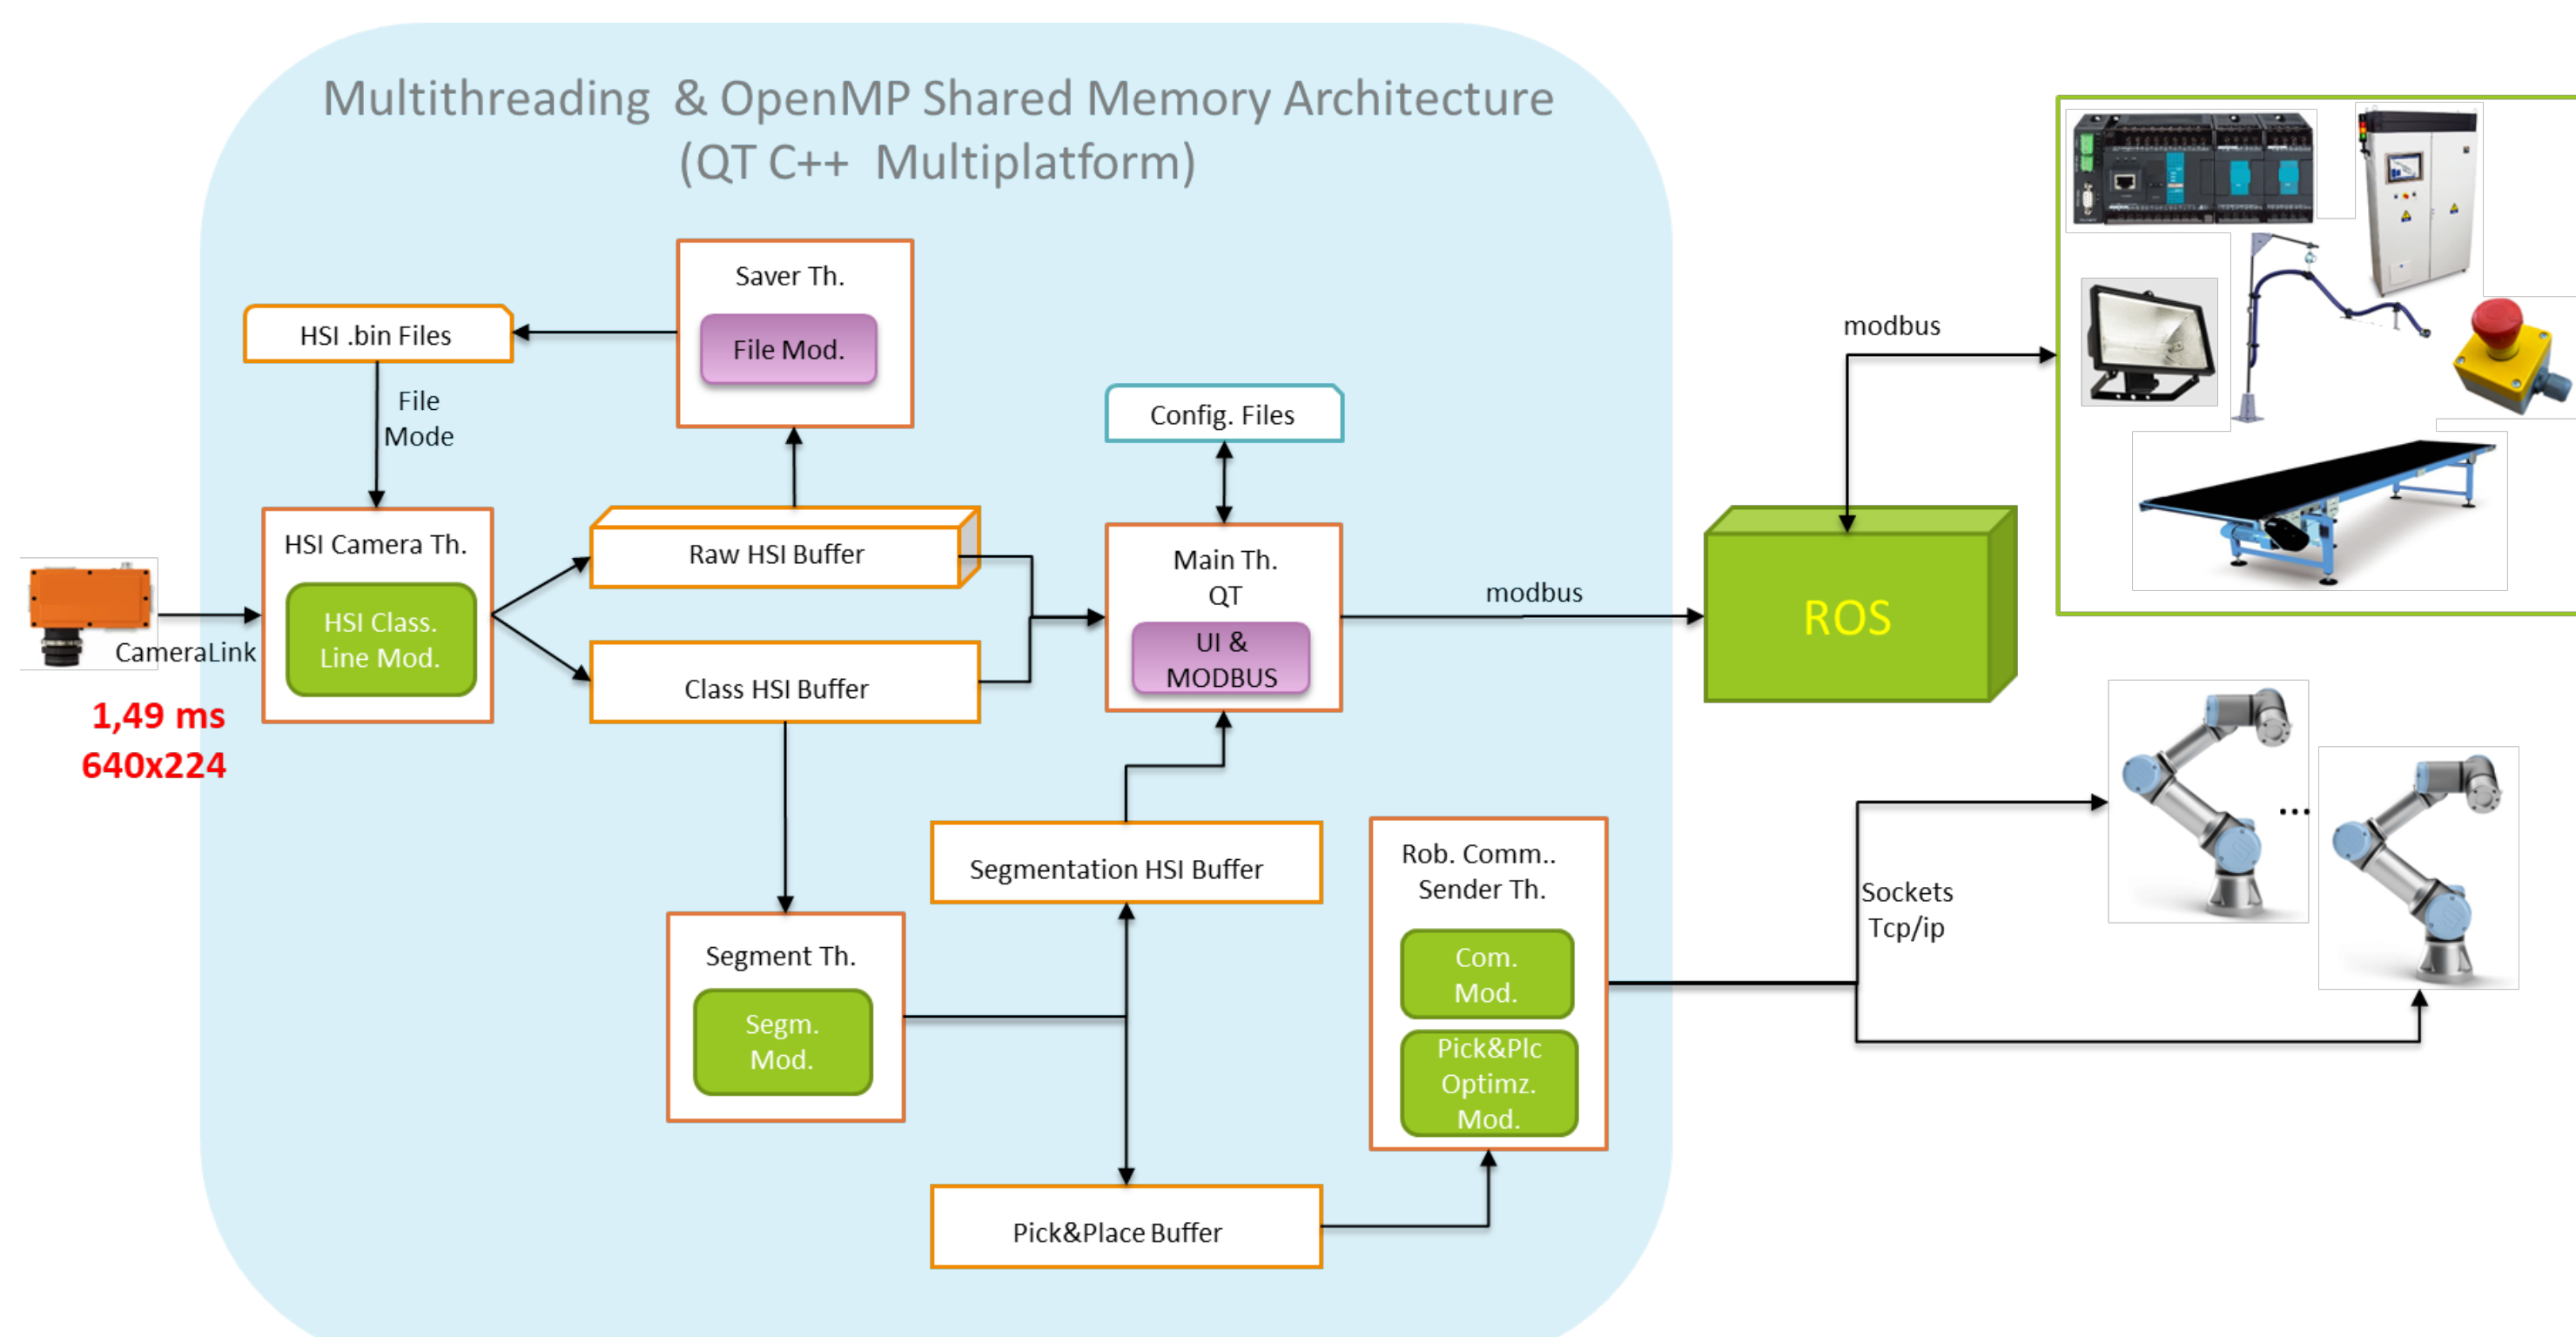 Multithreading & OpenMP Shared Memory Architecture
(QT C++ Multiplatform)
Saver Th.
File Mod.
HSI .bin Files
File
Mode
Config. Files
modbus
HSI Camera Th.
HSI Class.
Line Mod.
Raw HSI Buffer
Class HSI Buffer
Main Th.
QT
UI &
MODBUS
modbus
ROS
CameraLink
1,49 ms
640x224
Segmentation HSI Buffer
Rob. Comm..
Sender Th.
Com.
Mod.
Pick&Plc
Optimz.
Mod.
Sockets
Tcp/ip
...
Segment Th.
Segm.
Mod.
Pick&Place Buffer